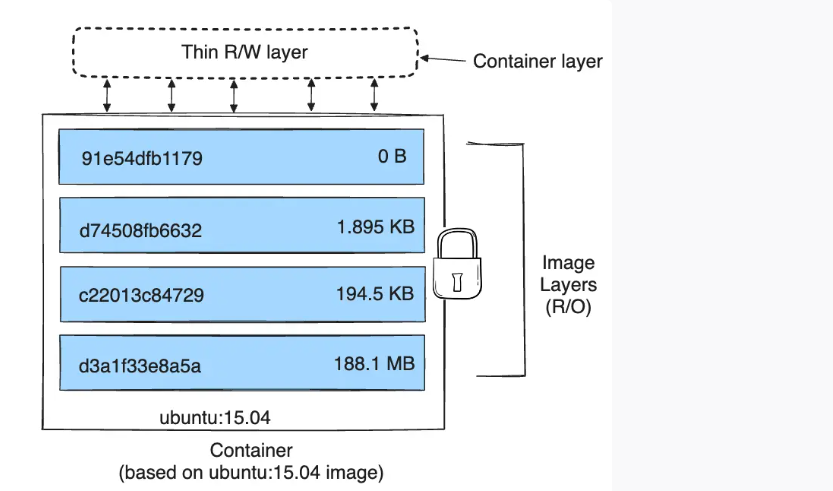 Thin R/W layer
Container layer
91e54dfb1179 0 B
d74508fb6632 1.895 KB
c22013c84729 194.5 KB
d3a1f33e8a5a 188.1 MB
Image
Layers
(R/O)
ubuntu:15.04
Container
(based on ubuntu:15.04 image)